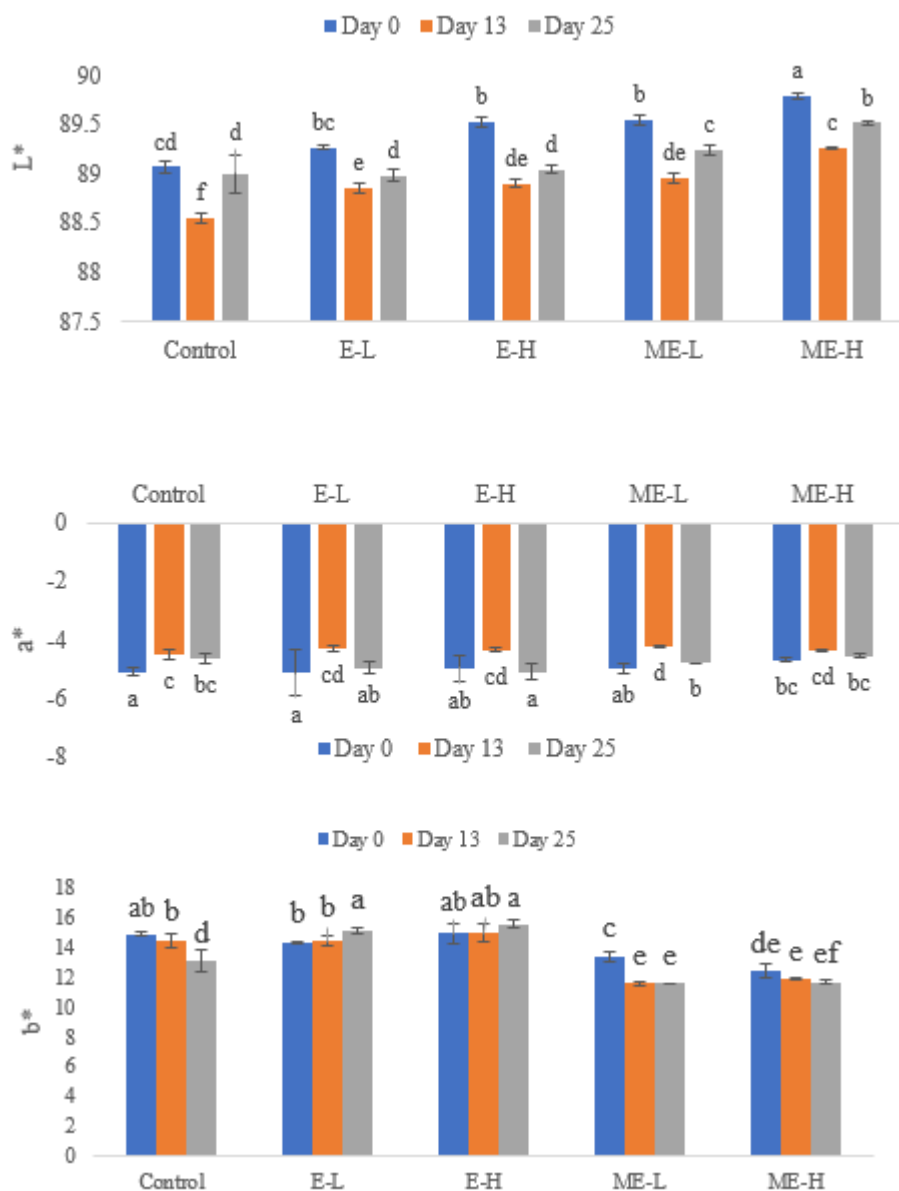 Day 0 Day 13 Day 25
90
89.5
89
88.5
88
87.5
L*
cd f d bc e d b de d b de c a c b
Control E-L E-H ME-L ME-H
Control E-L E-H ME-L ME-H
0
-2
-4
-6
-8
a*
a c bc a cd ab ab cd a ab d b bc cd bc
Day 0 Day 13 Day 25
Day 0 Day 13 Day 25
18
16
14
12
10
8
6
4
2
0
b*
ab b d b b a ab ab a c e e de e ef
Control E-L E-H ME-L ME-H